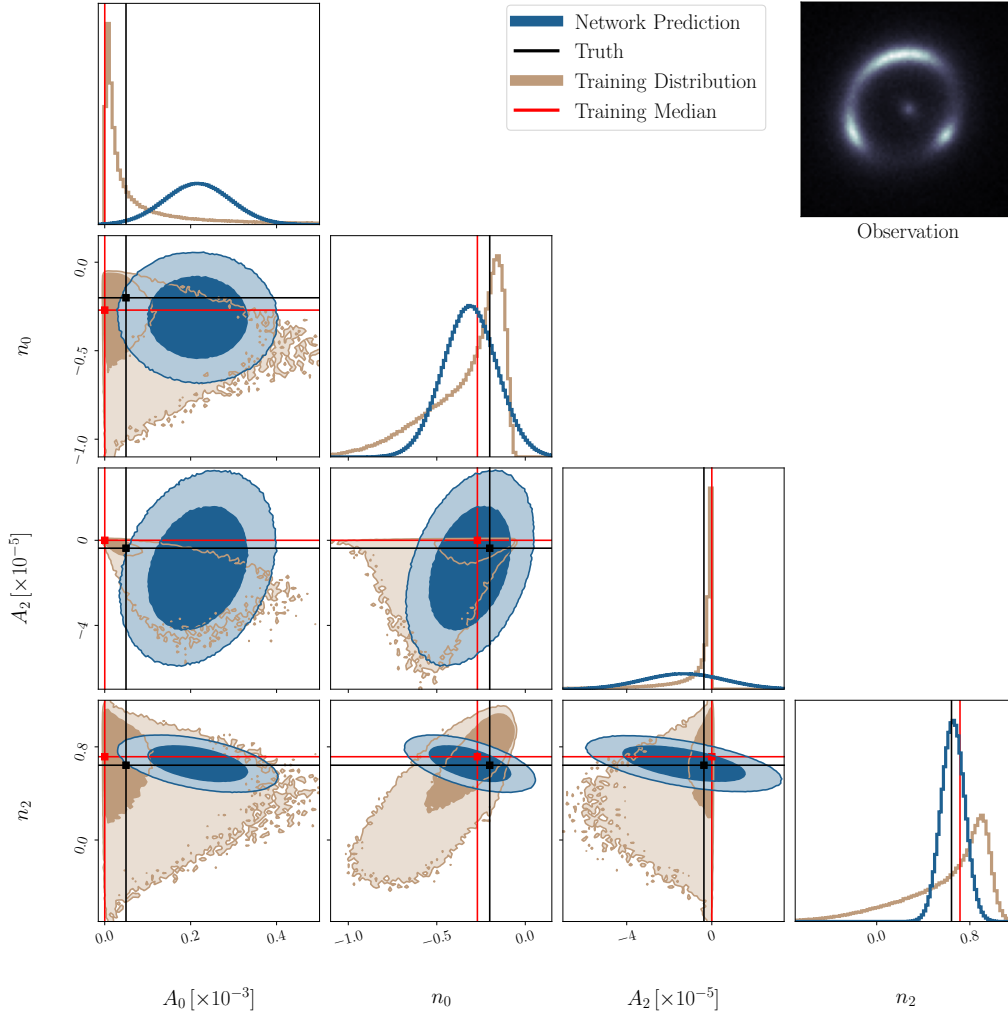 Network Prediction
Truth
Training Distribution
Training Median
Observation
0.0
−0.5
−1.0
n₀
0
−4
A₂ [×10⁻⁵]
0.8
0.0
n₂
0.0 0.2 0.4
−1.0 −0.5 0.0
−4 0
0.0 0.8
A₀ [×10⁻³] n₀ A₂ [×10⁻⁵] n₂